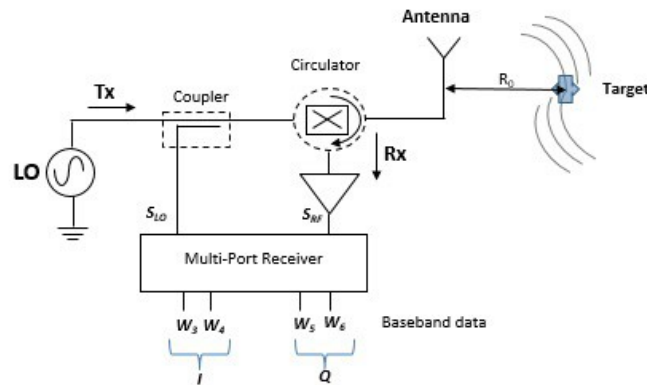 Antenna
Circulator
Tx
Coupler
R0
Target
LO
Rx
SLO
SRF
Multi-Port Receiver
W3 W4 W5 W6
Baseband data
I Q